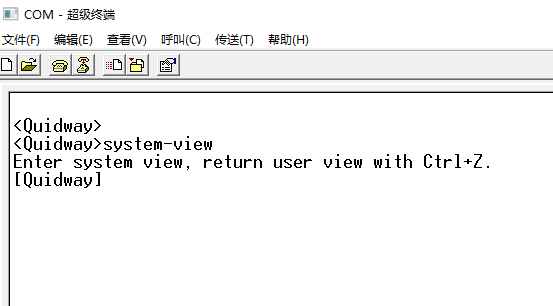 COM - 超级终端
文件(F) 编辑(E) 查看(V) 呼叫(C) 传送(T) 帮助(H)
<Quidway>
<Quidway>system-view
Enter system view, return user view with Ctrl+Z.
[Quidway]